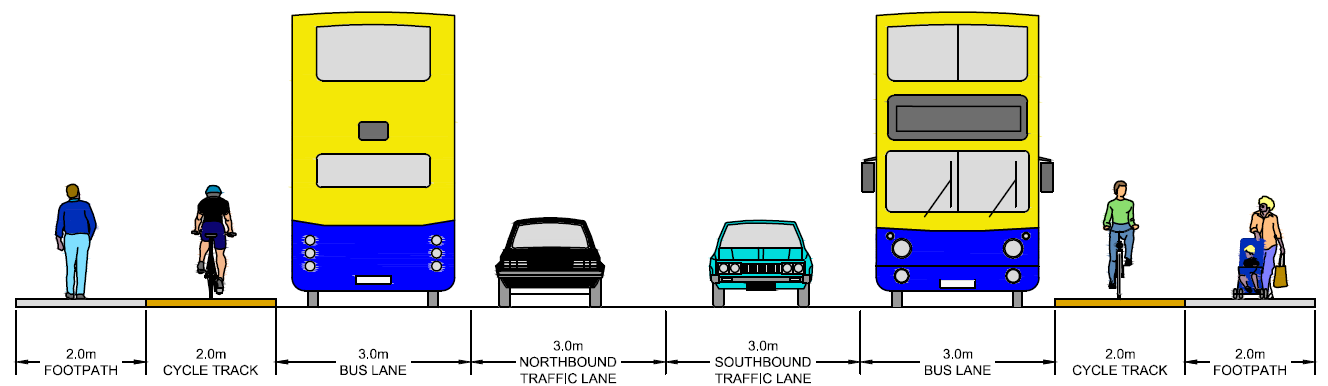 2.0m
FOOTPATH
2.0m
CYCLE TRACK
3.0m
BUS LANE
3.0m
NORTHBOUND
TRAFFIC LANE
3.0m
SOUTHBOUND
TRAFFIC LANE
3.0m
BUS LANE
2.0m
CYCLE TRACK
2.0m
FOOTPATH